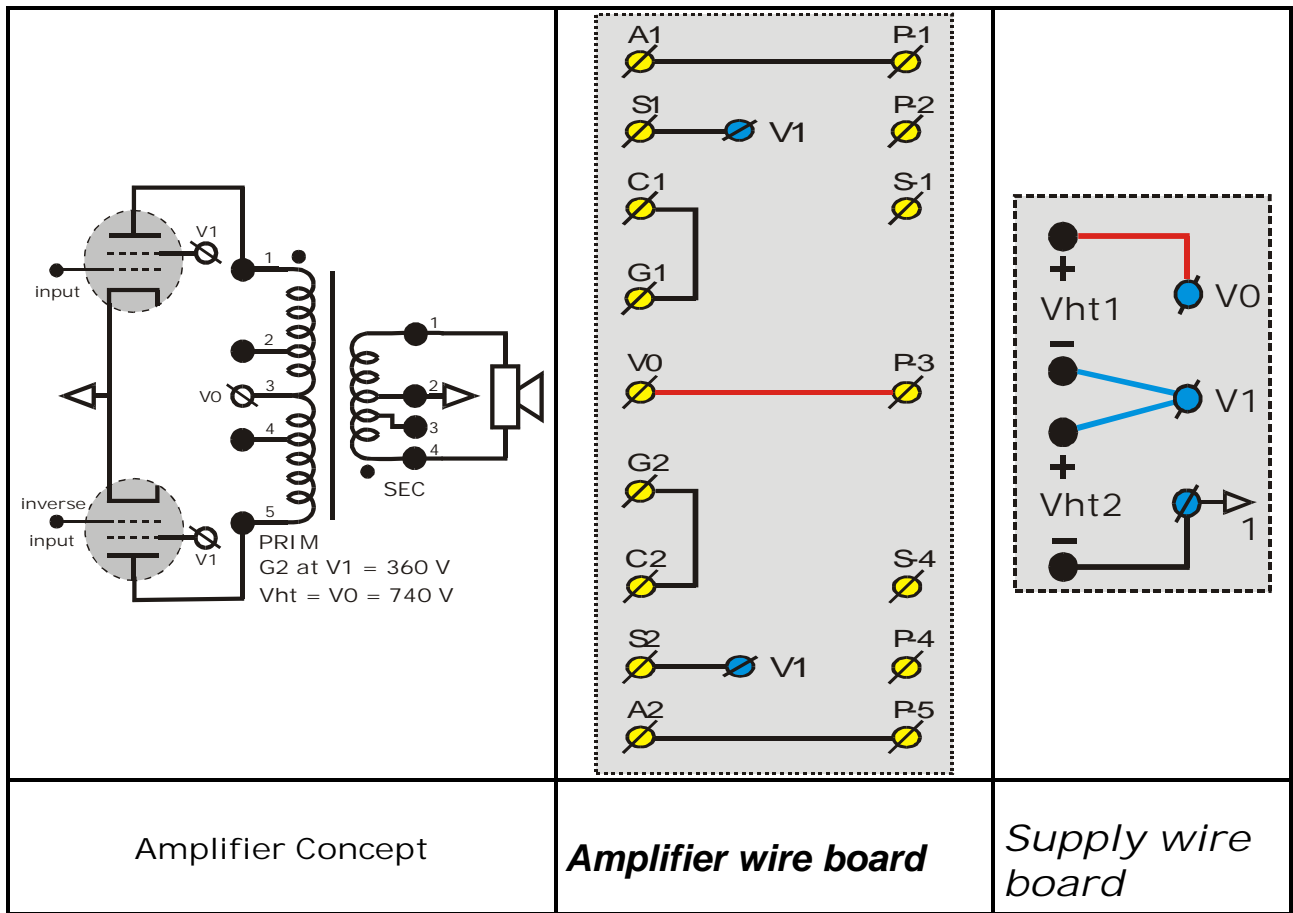 V1
1
input
2
V0
3
4
inverse
input
V1
5
PRIM
G2 at V1 = 360 V
Vht = V0 = 740 V
1
2
3
4
SEC
A1
P-1
S1
V1
P-2
C1
S-1
G1
V0
P-3
G2
C2
S-4
S2
V1
P-4
A2
P-5
+
V0
Vht1
−
V1
+
Vht2
1
−
Amplifier Concept
Amplifier wire board
Supply wire
board